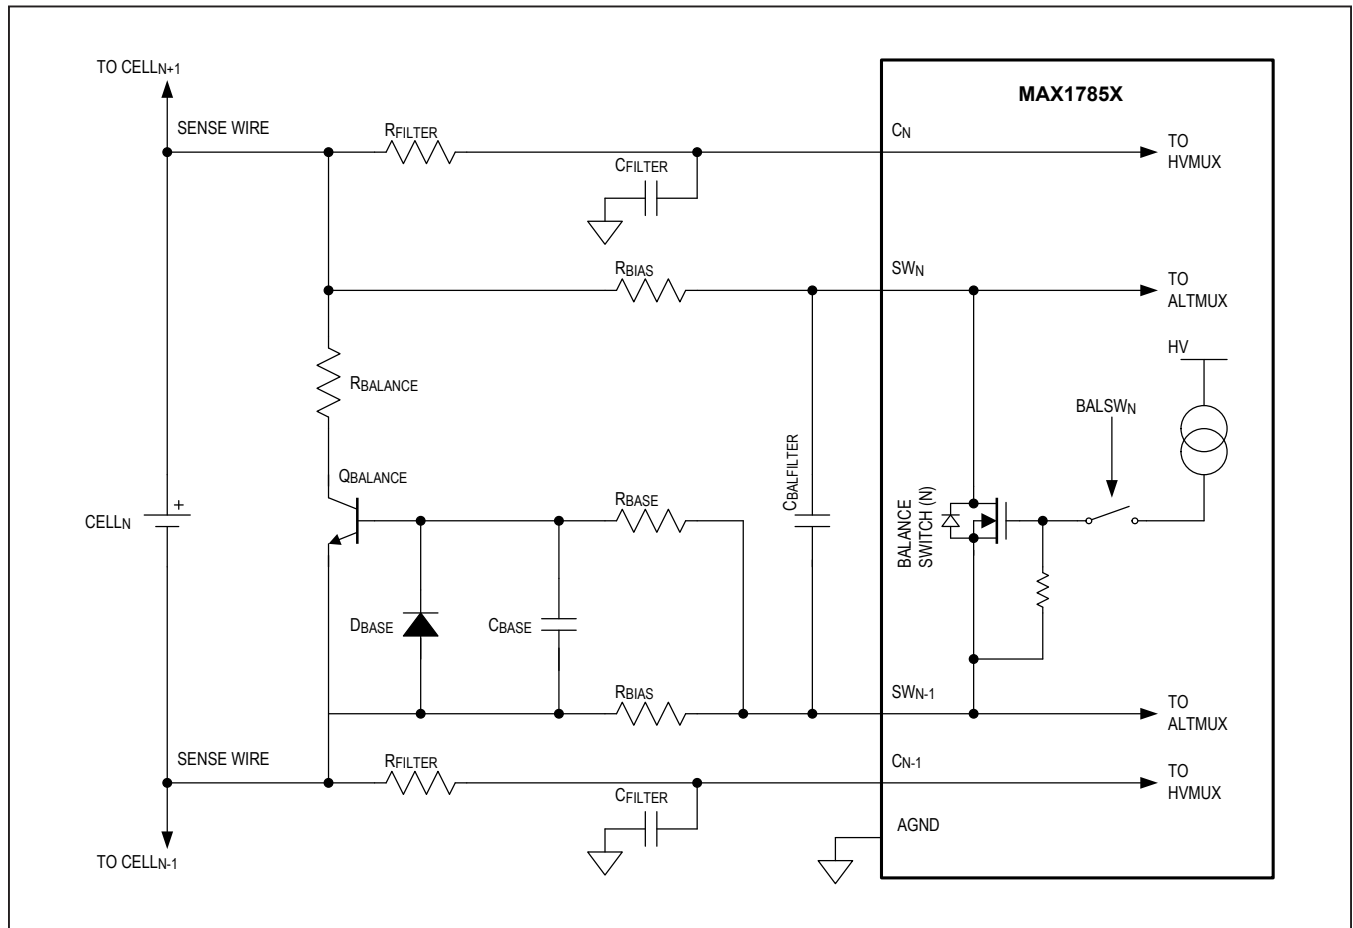 TO CELLN+1
MAX1785X
SENSE WIRE
RFILTER
CN
TO
HVMUX
CFILTER
RBIAS
SWN
TO
ALTMUX
HV
RBALANCE
BALSWN
QBALANCE
RBASE
CBALFILTER
BALANCE
SWITCH (N)
CELLN
+
DBASE
CBASE
RBIAS
SWN-1
TO
ALTMUX
SENSE WIRE
RFILTER
CN-1
TO
HVMUX
CFILTER
AGND
TO CELLN-1